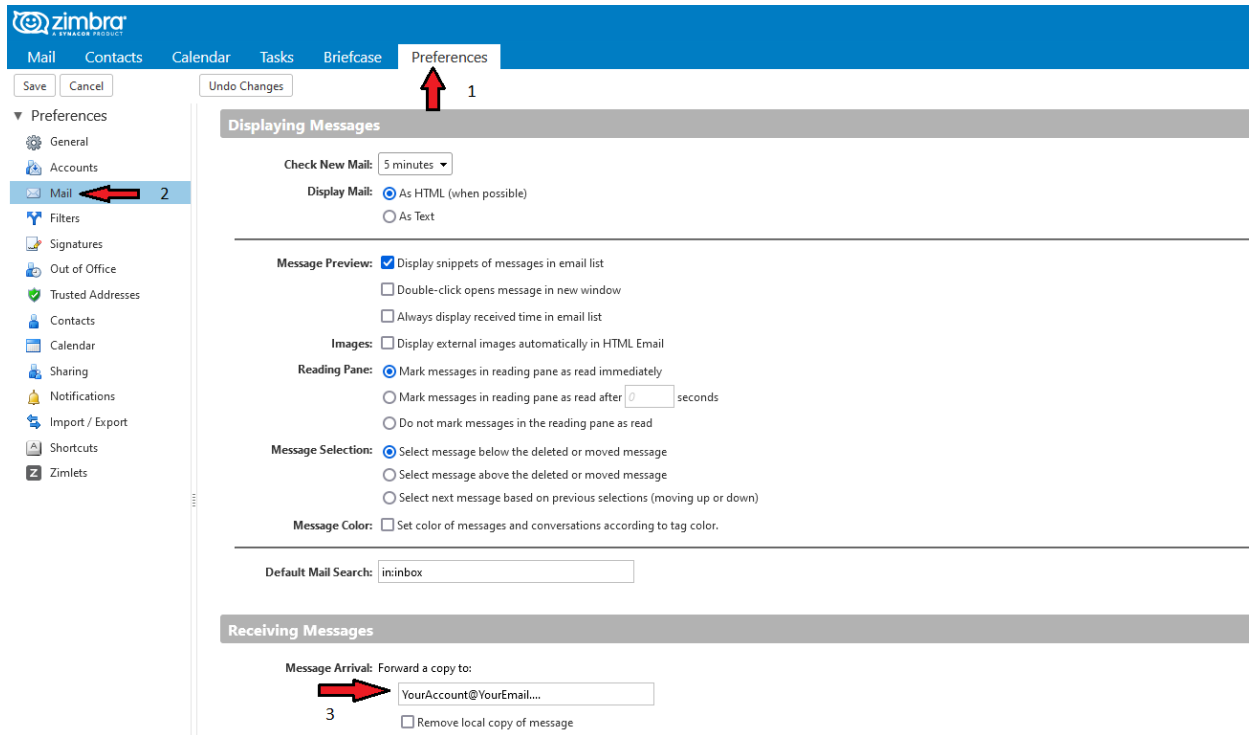 zimbra
A SYNACOR PRODUCT
Mail Contacts Calendar Tasks Briefcase Preferences
Save Cancel Undo Changes
1
Preferences
General
Accounts
Mail 2
Filters
Signatures
Out of Office
Trusted Addresses
Contacts
Calendar
Sharing
Notifications
Import / Export
Shortcuts
Zimlets
Displaying Messages
Check New Mail: 5 minutes
Display Mail: As HTML (when possible)
As Text
Message Preview: Display snippets of messages in email list
Double-click opens message in new window
Always display received time in email list
Images: Display external images automatically in HTML Email
Reading Pane: Mark messages in reading pane as read immediately
Mark messages in reading pane as read after 0 seconds
Do not mark messages in the reading pane as read
Message Selection: Select message below the deleted or moved message
Select message above the deleted or moved message
Select next message based on previous selections (moving up or down)
Message Color: Set color of messages and conversations according to tag color.
Default Mail Search: in:inbox
Receiving Messages
Message Arrival: Forward a copy to:
YourAccount@YourEmail....
3
Remove local copy of message